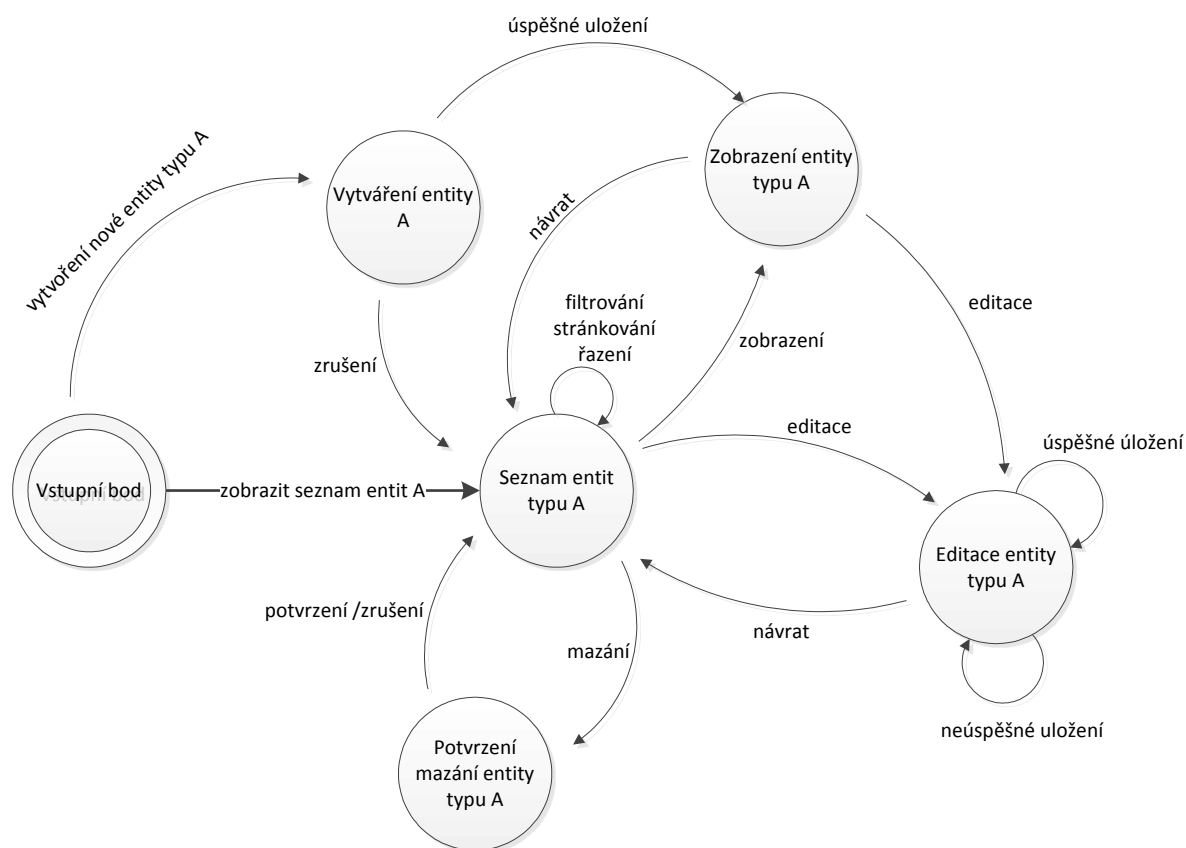 úspěšné uložení
vytvoření nové entity typu A
Vytváření entity
A
Zobrazení entity
typu A
návrat
zrušení
filtrování
stránkování
řazení
zobrazení
editace
editace
úspěšné úložení
Vstupní bod
zobrazit seznam entit A
Seznam entit
typu A
Editace entity
typu A
potvrzení /zrušení
mazání
návrat
neúspěšné uložení
Potvrzení
mazání entity
typu A